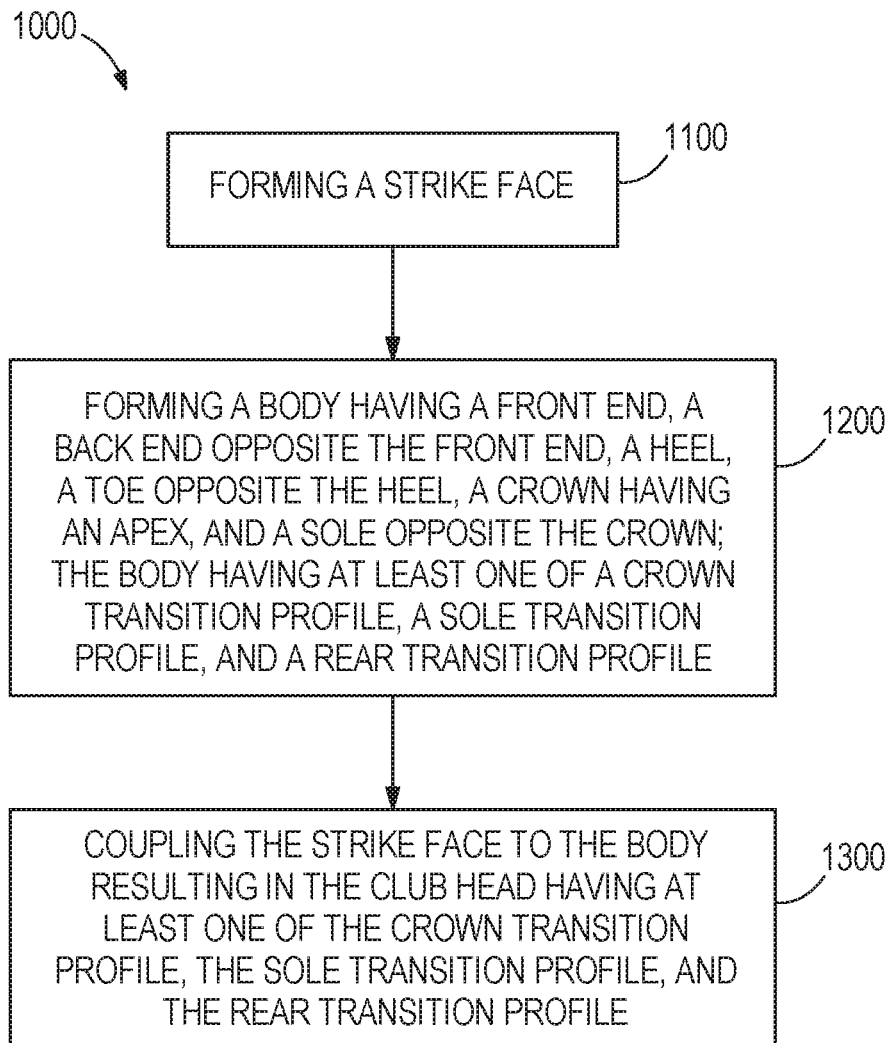 1000
1100
FORMING A STRIKE FACE
FORMING A BODY HAVING A FRONT END, A
BACK END OPPOSITE THE FRONT END, A HEEL,
A TOE OPPOSITE THE HEEL, A CROWN HAVING
AN APEX, AND A SOLE OPPOSITE THE CROWN;
THE BODY HAVING AT LEAST ONE OF A CROWN
TRANSITION PROFILE, A SOLE TRANSITION
PROFILE, AND A REAR TRANSITION PROFILE
1200
COUPLING THE STRIKE FACE TO THE BODY
RESULTING IN THE CLUB HEAD HAVING AT
LEAST ONE OF THE CROWN TRANSITION
PROFILE, THE SOLE TRANSITION PROFILE, AND
THE REAR TRANSITION PROFILE
1300